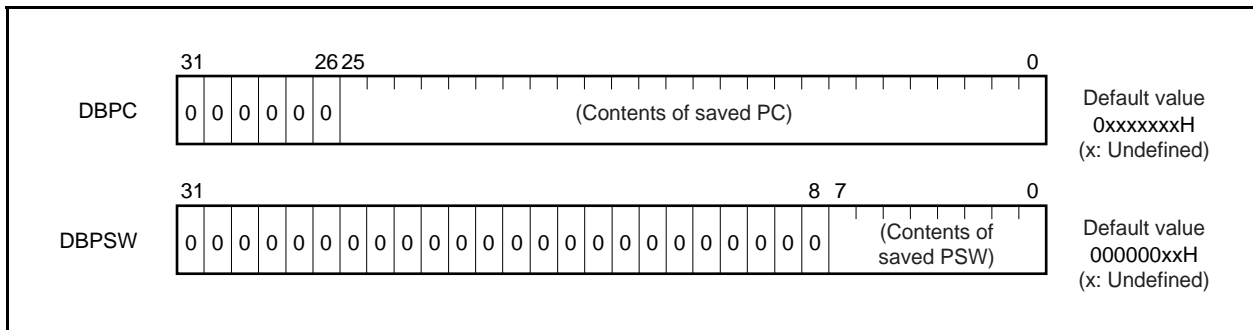 31 26 25 0
DBPC 0 0 0 0 0 0 (Contents of saved PC) Default value
0xxxxxxxH
(x: Undefined)
31 8 7 0
DBPSW 0 0 0 0 0 0 0 0 0 0 0 0 0 0 0 0 0 0 0 0 0 0 0 0 (Contents of
saved PSW) Default value
000000xxH
(x: Undefined)